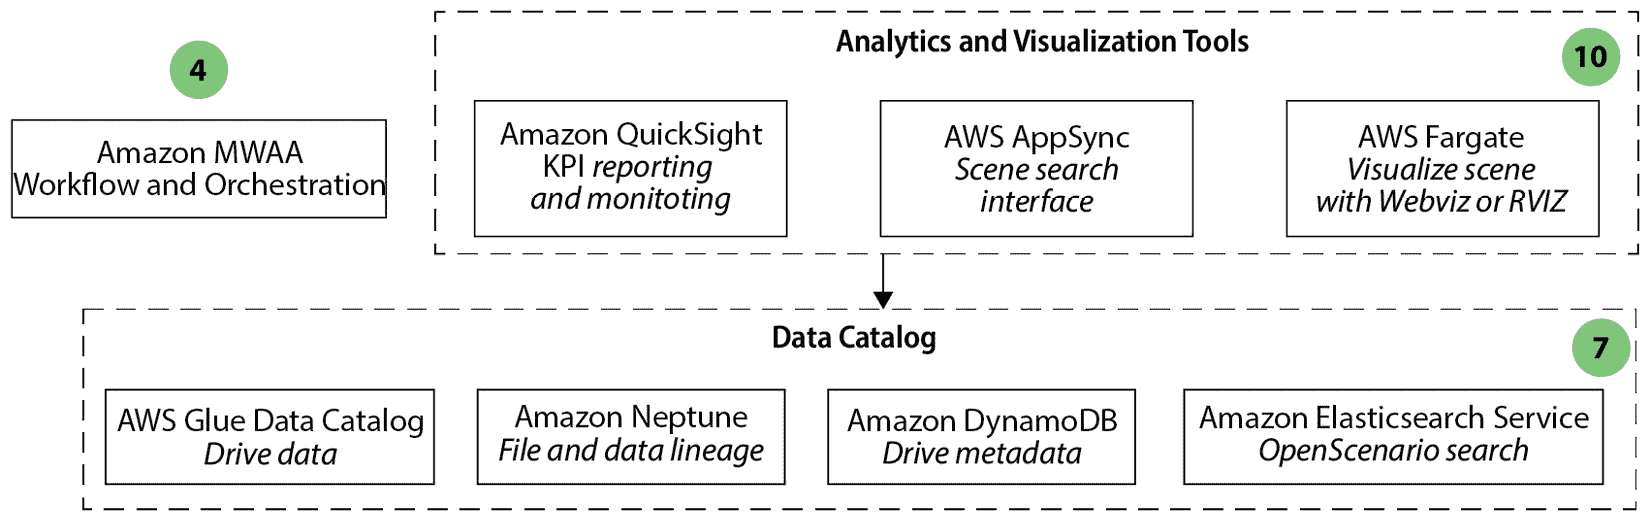 4
Amazon MWAA
Workflow and Orchestration
Analytics and Visualization Tools
10
Amazon QuickSight
KPI reporting
and monitoting
AWS AppSync
Scene search
interface
AWS Fargate
Visualize scene
with Webviz or RVIZ
Data Catalog
7
AWS Glue Data Catalog
Drive data
Amazon Neptune
File and data lineage
Amazon DynamoDB
Drive metadata
Amazon Elasticsearch Service
OpenScenario search